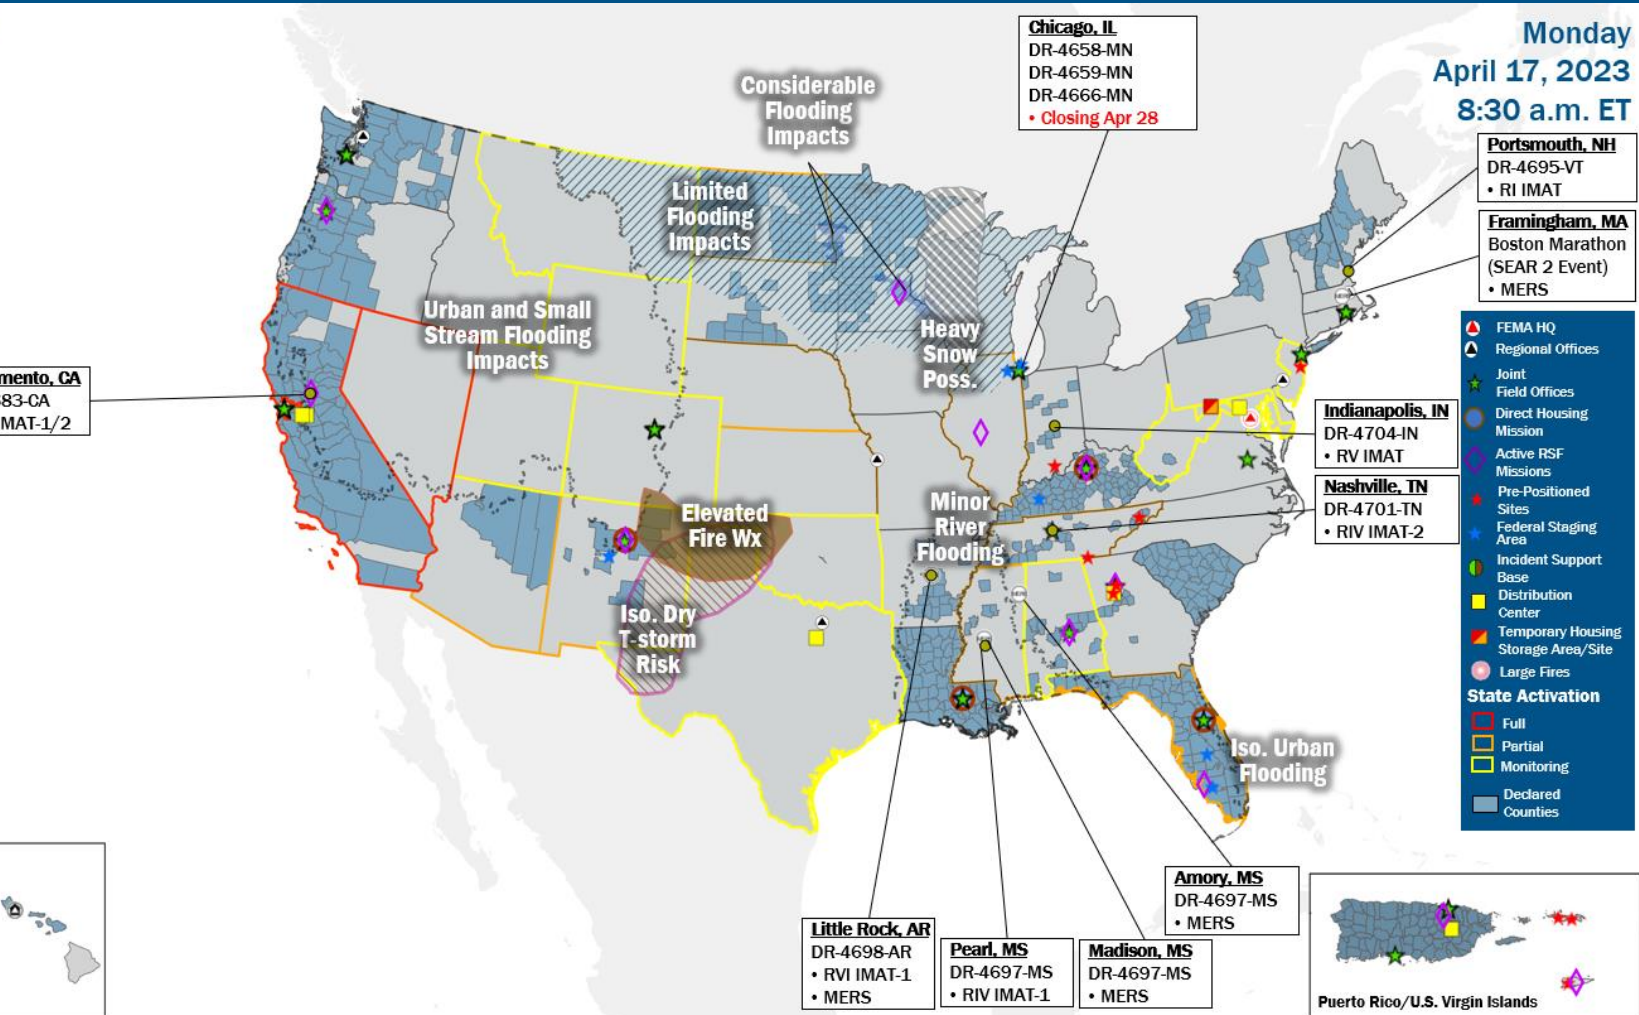 Monday
April 17, 2023
8:30 a.m. ET
Chicago, IL
DR-4658-MN
DR-4659-MN
DR-4666-MN
• Closing Apr 28
Considerable
Flooding
Impacts
Portsmouth, NH
DR-4695-VT
• RI IMAT
Framingham, MA
Boston Marathon
(SEAR 2 Event)
• MERS
Limited
Flooding
Impacts
Urban and Small
Stream Flooding
Impacts
Heavy
Snow
Poss.
mento, CA
83-CA
MAT-1/2
Indianapolis, IN
DR-4704-IN
• RV IMAT
Nashville, TN
DR-4701-TN
• RIV IMAT-2
Elevated
Fire Wx
Minor
River
Flooding
Iso. Dry
T-storm
Risk
Iso. Urban
Flooding
FEMA HQ
Regional Offices
Joint
Field Offices
Direct Housing
Mission
Active RSF
Missions
Pre-Positioned
Sites
Federal Staging
Area
Incident Support
Base
Distribution
Center
Temporary Housing
Storage Area/Site
Large Fires
State Activation
Full
Partial
Monitoring
Declared
Counties
Amory, MS
DR-4697-MS
• MERS
Little Rock, AR
DR-4698-AR
• RVI IMAT-1
• MERS
Pearl, MS
DR-4697-MS
• RIV IMAT-1
Madison, MS
DR-4697-MS
• MERS
Puerto Rico/U.S. Virgin Islands